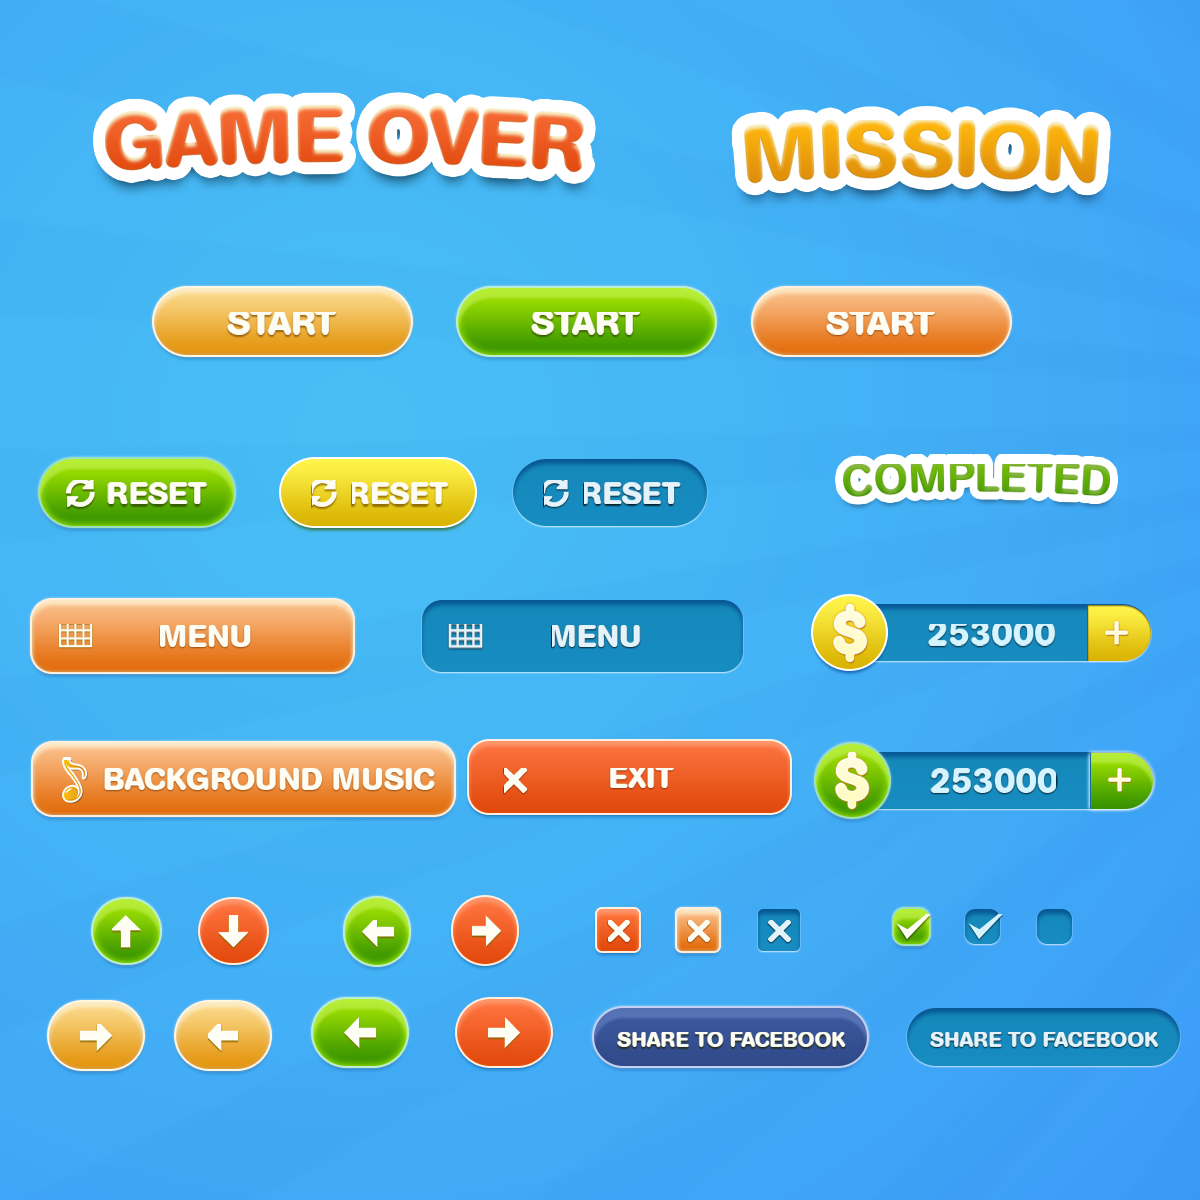 GAME OVER
MISSION
START
START
START
RESET
RESET
RESET
COMPLETED
MENU
MENU
$ 253000 +
BACKGROUND MUSIC
EXIT
$ 253000 +
SHARE TO FACEBOOK
SHARE TO FACEBOOK